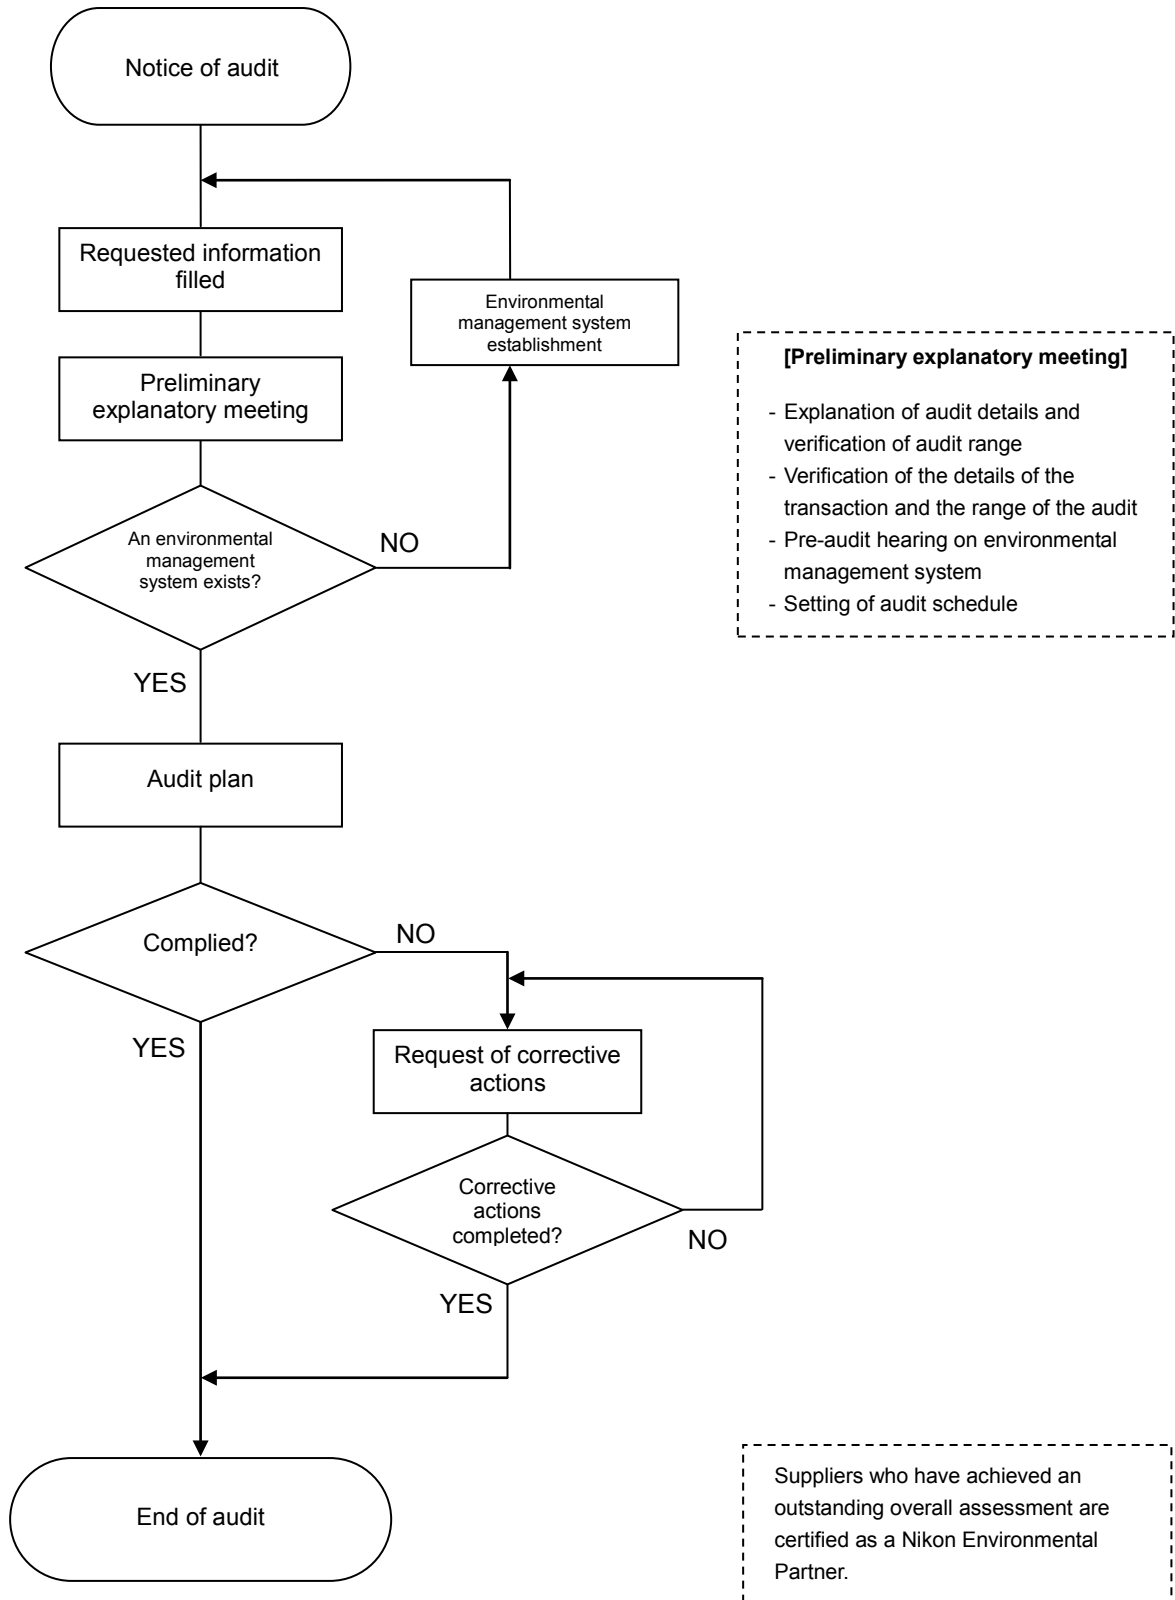 Notice of audit
Requested information
filled
Environmental
management system
establishment
Preliminary
explanatory meeting
[Preliminary explanatory meeting]
- Explanation of audit details and
verification of audit range
- Verification of the details of the
transaction and the range of the audit
- Pre-audit hearing on environmental
management system
- Setting of audit schedule
An environmental
management
system exists?
NO
YES
Audit plan
Complied?
NO
YES
Request of corrective
actions
Corrective
actions
completed?
NO
YES
End of audit
Suppliers who have achieved an
outstanding overall assessment are
certified as a Nikon Environmental
Partner.